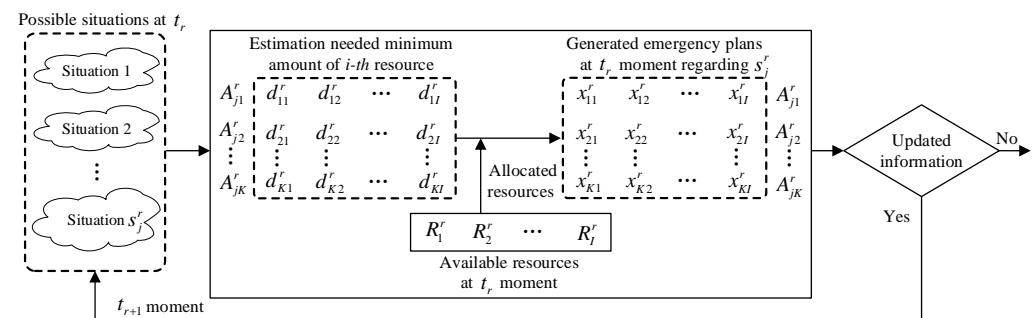 Possible situations at t_r
Situation 1
Situation 2
⋮
Situation s_j^r
t_{r+1} moment
Estimation needed minimum
amount of i-th resource
A_{j1}^r d_{11}^r d_{12}^r ⋯ d_{1I}^r
A_{j2}^r d_{21}^r d_{22}^r ⋯ d_{2I}^r
⋮ ⋮ ⋮ ⋮
A_{jK}^r d_{K1}^r d_{K2}^r ⋯ d_{KI}^r
Allocated
resources
R_1^r R_2^r ⋯ R_I^r
Available resources
at t_r moment
Generated emergency plans
at t_r moment regarding s_j^r
x_{11}^r x_{12}^r ⋯ x_{1I}^r A_{j1}^r
x_{21}^r x_{22}^r ⋯ x_{2I}^r A_{j2}^r
⋮ ⋮ ⋮ ⋮
x_{K1}^r x_{K2}^r ⋯ x_{KI}^r A_{jK}^r
Updated
information
No
Yes